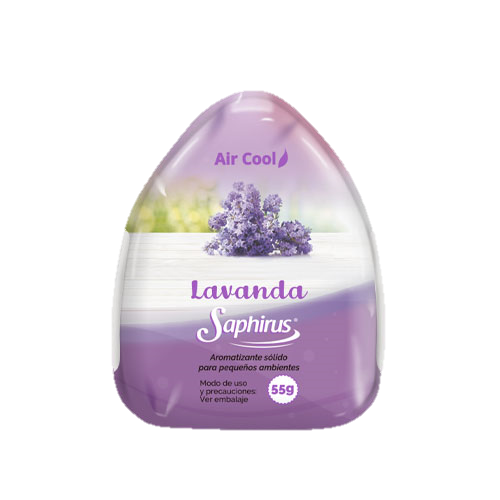 Air Cool
Lavanda
Saphirus®
Aromatizante sólido
para pequeños ambientes
Modo de uso
y precauciones:
Ver embalaje
55g